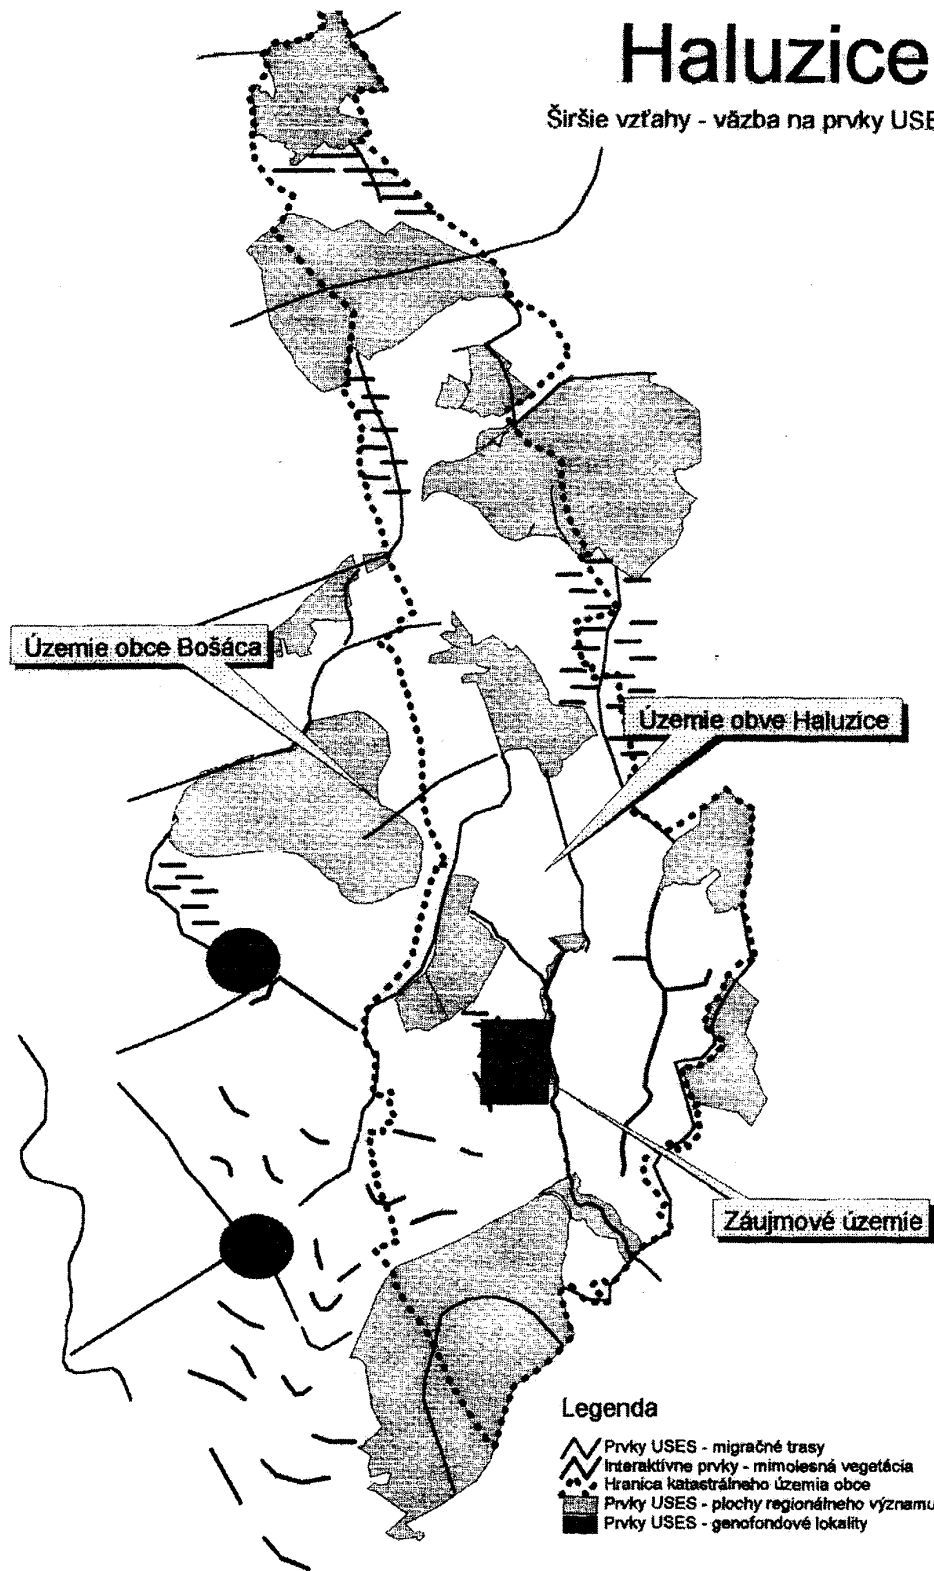 Haluzice
Širšie vzťahy - väzba na prvky USE
Územie obce Bošáca
Územie obve Haluzice
Záujmové územie
Legenda
Prvky USES - migračné trasy
Interaktívne prvky - mimolesná vegetácia
Hranica katastrálneho územia obce
Prvky USES - plochy regionálneho významu
Prvky USES - genofondové lokality